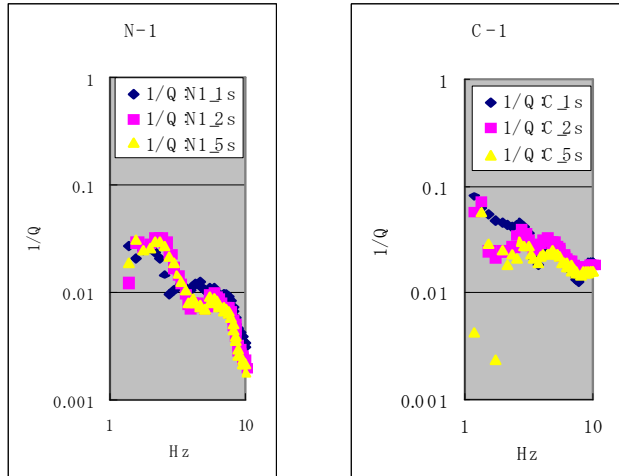 N-1
1
1/Q:N1_1s
1/Q:N1_2s
1/Q:N1_5s
0.1
1/Q
0.01
0.001
1
10
Hz
C-1
1
1/Q:C_1s
1/Q:C_2s
1/Q:C_5s
0.1
1/Q
0.01
0.001
1
10
Hz